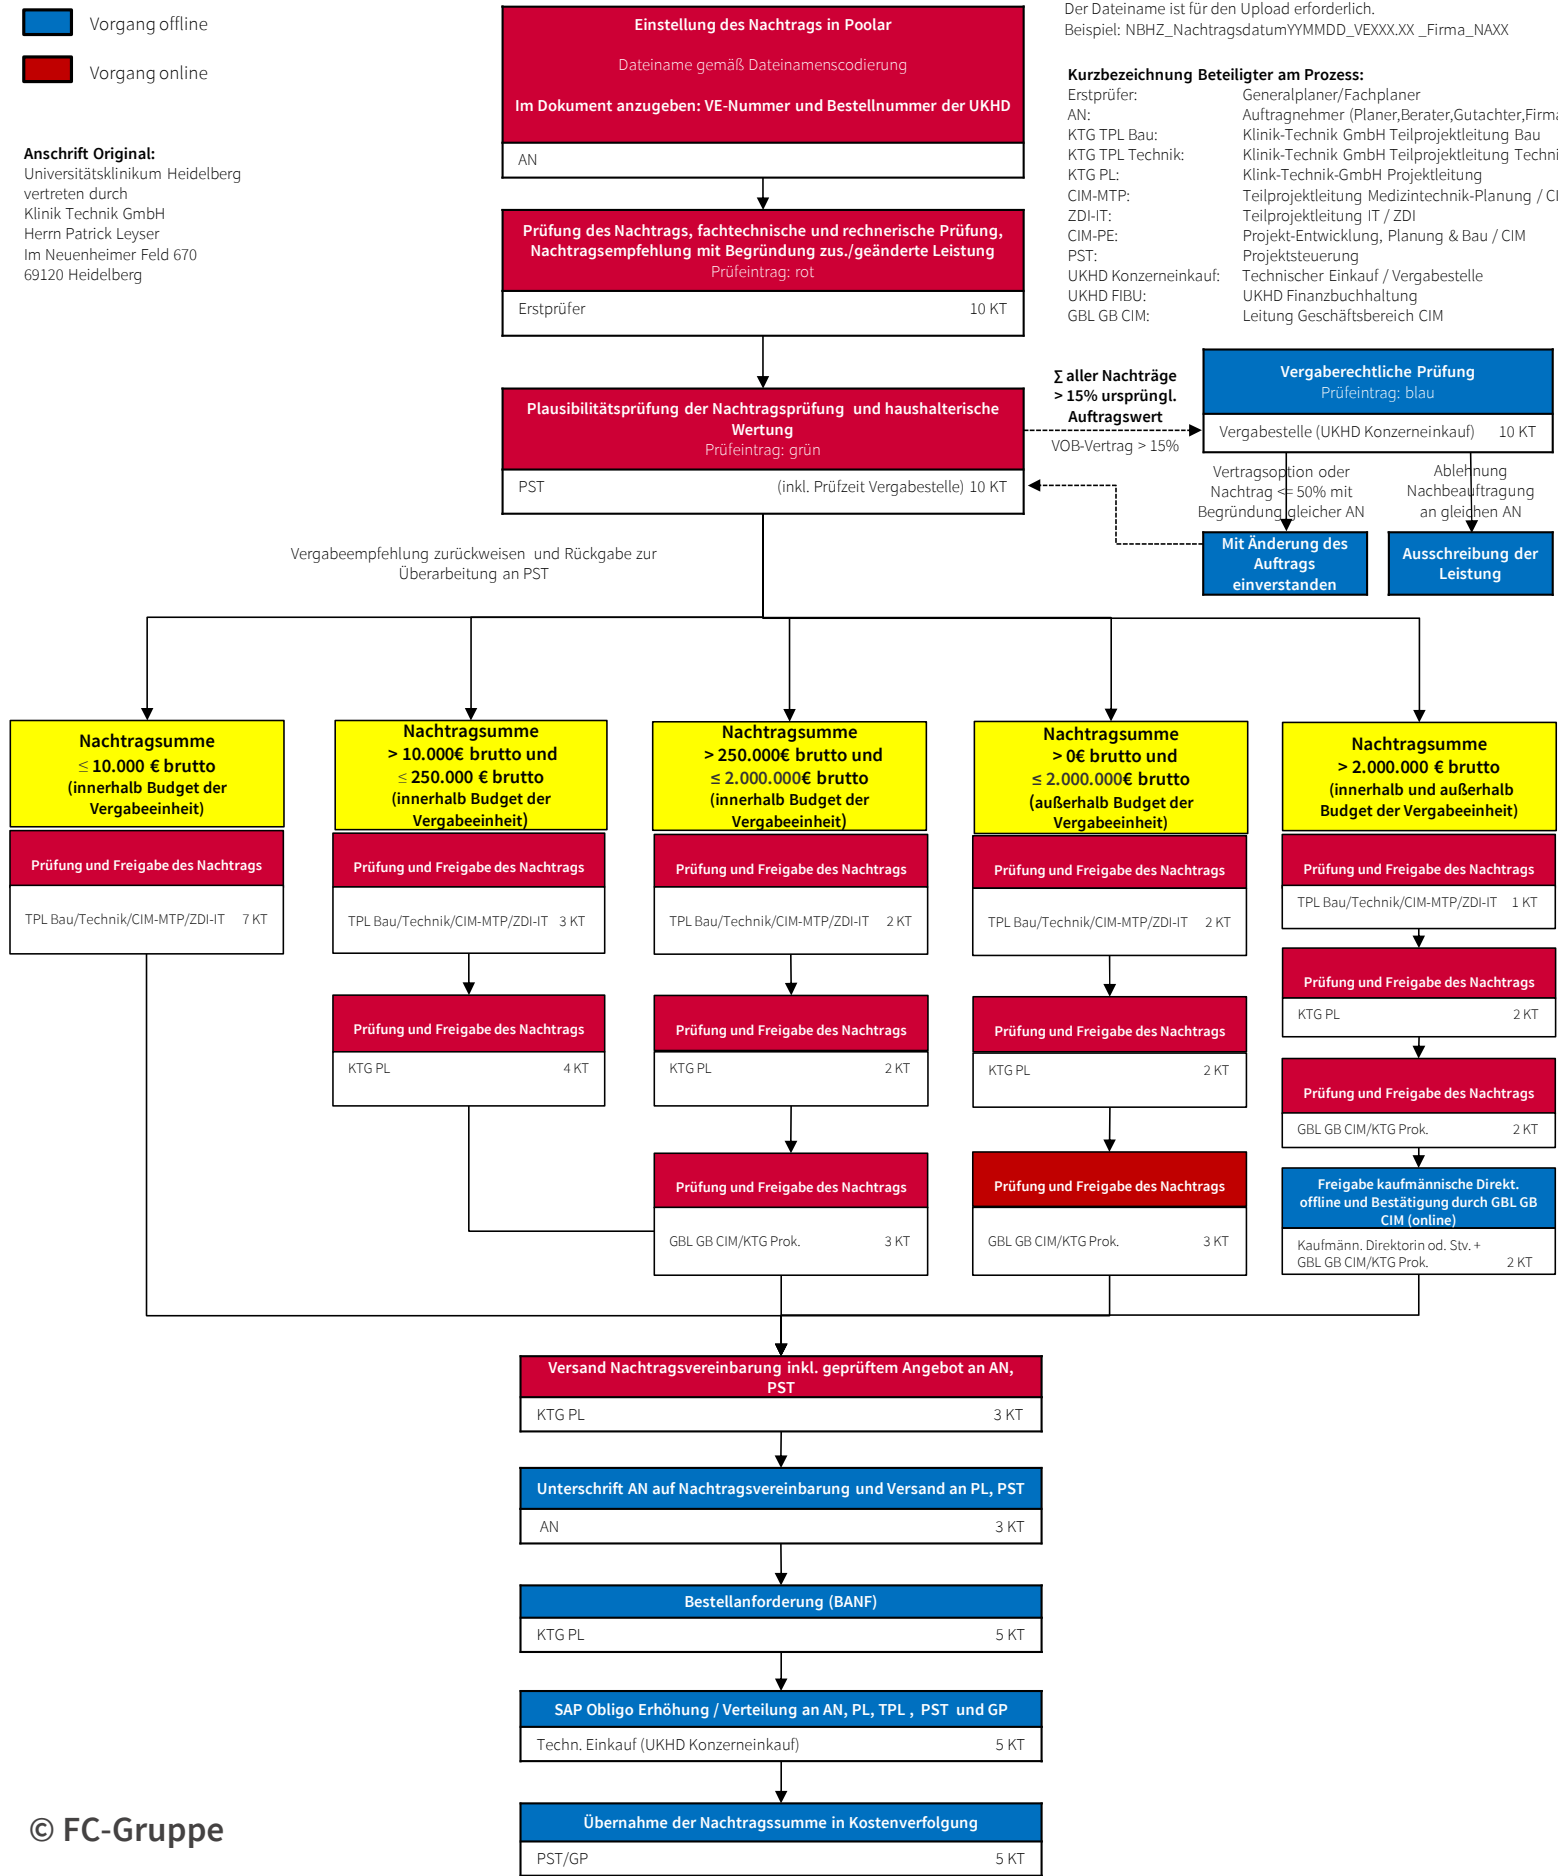 Vorgang offline
Vorgang online
Anschrift Original:
Universitätsklinikum Heidelberg
vertreten durch
Klinik Technik GmbH
Herrn Patrick Leyser
Im Neuenheimer Feld 670
69120 Heidelberg
Einstellung des Nachtrags in Poolar
Dateiname gemäß Dateinamenscodierung
Im Dokument anzugeben: VE-Nummer und Bestellnummer der UKHD
AN
Der Dateiname ist für den Upload erforderlich.
Beispiel: NBHZ_NachtragsdatumYYMMDD_VEXXX.XX _Firma_NAXX
Kurzbezeichnung Beteiligter am Prozess:
Erstprüfer: Generalplaner/Fachplaner
AN: Auftragnehmer (Planer,Berater,Gutachter,Firma
KTG TPL Bau: Klinik-Technik GmbH Teilprojektleitung Bau
KTG TPL Technik: Klinik-Technik GmbH Teilprojektleitung Techni
KTG PL: Klink-Technik-GmbH Projektleitung
CIM-MTP: Teilprojektleitung Medizintechnik-Planung / CI
ZDI-IT: Teilprojektleitung IT / ZDI
CIM-PE: Projekt-Entwicklung, Planung & Bau / CIM
PST: Projektsteuerung
UKHD Konzerneinkauf: Technischer Einkauf / Vergabestelle
UKHD FIBU: UKHD Finanzbuchhaltung
GBL GB CIM: Leitung Geschäftsbereich CIM
Prüfung des Nachtrags, fachtechnische und rechnerische Prüfung,
Nachtragsempfehlung mit Begründung zus./geänderte Leistung
Prüfeintrag: rot
Erstprüfer 10 KT
Plausibilitätsprüfung der Nachtragsprüfung und haushalterische
Wertung
Prüfeintrag: grün
PST (inkl. Prüfzeit Vergabestelle) 10 KT
∑ aller Nachträge
> 15% ursprüngl.
Auftragswert
VOB-Vertrag > 15%
Vergaberechtliche Prüfung
Prüfeintrag: blau
Vergabestelle (UKHD Konzerneinkauf) 10 KT
Vertragsoption oder
Nachtrag <= 50% mit
Begründung gleicher AN
Ablehnung
Nachbeauftragung
an gleichen AN
Mit Änderung des
Auftrags
einverstanden
Ausschreibung der
Leistung
Vergabeempfehlung zurückweisen und Rückgabe zur
Überarbeitung an PST
Nachtragsumme
≤ 10.000 € brutto
(innerhalb Budget der
Vergabeeinheit)
Prüfung und Freigabe des Nachtrags
TPL Bau/Technik/CIM-MTP/ZDI-IT 7 KT
Nachtragsumme
> 10.000€ brutto und
≤ 250.000 € brutto
(innerhalb Budget der
Vergabeeinheit)
Prüfung und Freigabe des Nachtrags
TPL Bau/Technik/CIM-MTP/ZDI-IT 3 KT
Prüfung und Freigabe des Nachtrags
KTG PL 4 KT
Nachtragsumme
> 250.000€ brutto und
≤ 2.000.000€ brutto
(innerhalb Budget der
Vergabeeinheit)
Prüfung und Freigabe des Nachtrags
TPL Bau/Technik/CIM-MTP/ZDI-IT 2 KT
Prüfung und Freigabe des Nachtrags
KTG PL 2 KT
Prüfung und Freigabe des Nachtrags
GBL GB CIM/KTG Prok. 3 KT
Nachtragsumme
> 0€ brutto und
≤ 2.000.000€ brutto
(außerhalb Budget der
Vergabeeinheit)
Prüfung und Freigabe des Nachtrags
TPL Bau/Technik/CIM-MTP/ZDI-IT 2 KT
Prüfung und Freigabe des Nachtrags
KTG PL 2 KT
Prüfung und Freigabe des Nachtrags
GBL GB CIM/KTG Prok. 3 KT
Nachtragsumme
> 2.000.000 € brutto
(innerhalb und außerhalb
Budget der Vergabeeinheit)
Prüfung und Freigabe des Nachtrags
TPL Bau/Technik/CIM-MTP/ZDI-IT 1 KT
Prüfung und Freigabe des Nachtrags
KTG PL 2 KT
Prüfung und Freigabe des Nachtrags
GBL GB CIM/KTG Prok. 2 KT
Freigabe kaufmännische Direkt.
offline und Bestätigung durch GBL GB
CIM (online)
Kaufmänn. Direktorin od. Stv. +
GBL GB CIM/KTG Prok. 2 KT
Versand Nachtragsvereinbarung inkl. geprüftem Angebot an AN,
PST
KTG PL 3 KT
Unterschrift AN auf Nachtragsvereinbarung und Versand an PL, PST
AN 3 KT
Bestellanforderung (BANF)
KTG PL 5 KT
SAP Obligo Erhöhung / Verteilung an AN, PL, TPL , PST und GP
Techn. Einkauf (UKHD Konzerneinkauf) 5 KT
Übernahme der Nachtragssumme in Kostenverfolgung
PST/GP 5 KT
© FC-Gruppe